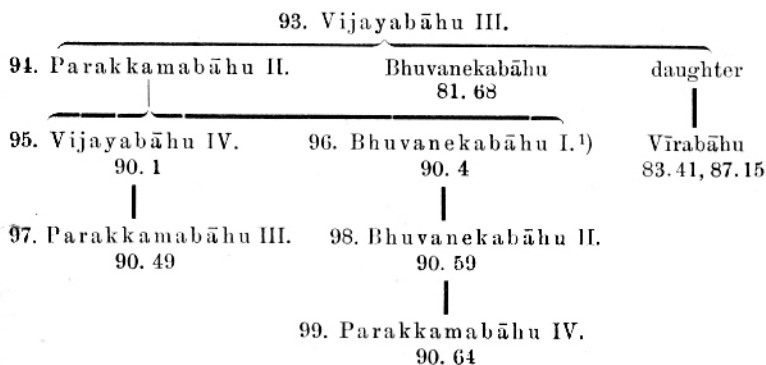 93. Vijayabāhu III.
94. Parakkamabāhu II. Bhuvanekabāhu daughter
81. 68
95. Vijayabāhu IV. 96. Bhuvanekabāhu I.¹) Vīrabāhu
90. 1 90. 4 83. 41, 87. 15
97. Parakkamabāhu III. 98. Bhuvanekabāhu II.
90. 49 90. 59
99. Parakkamabāhu IV.
90. 64